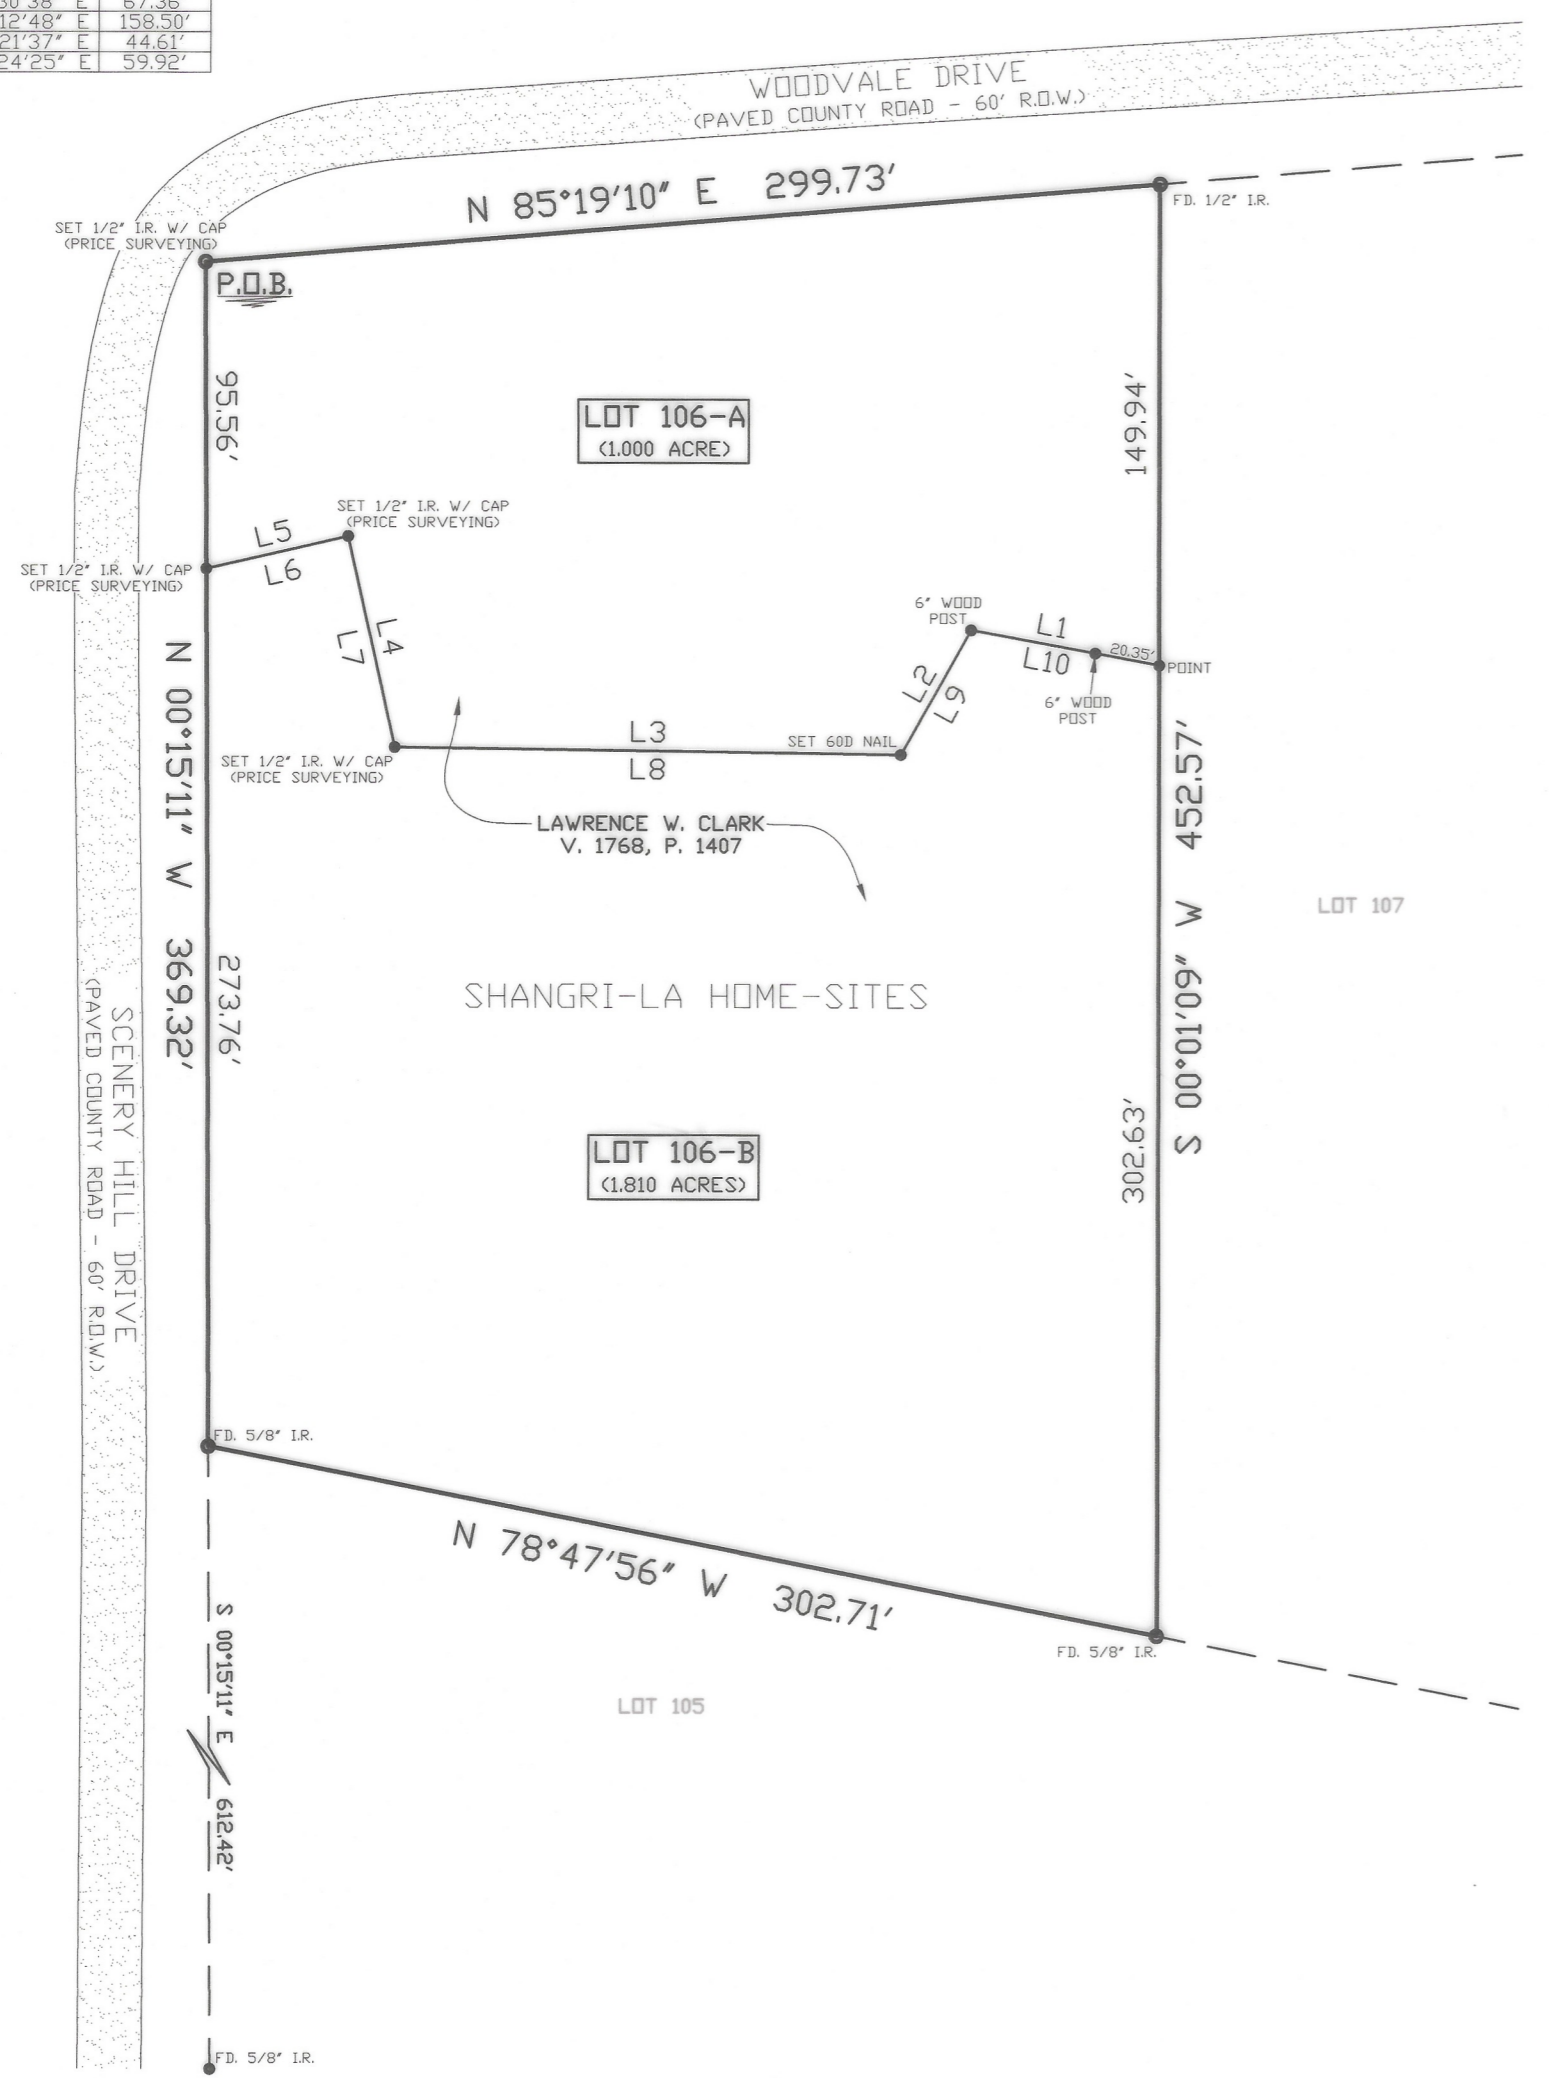 67.36'
12'48" E 158.50'
21'37" E 44.61'
24'25" E 59.92'
WOODVALE DRIVE
(PAVED COUNTY ROAD - 60' R.O.W.)
N 85°19'10" E 299.73'
FD. 1/2" I.R.
SET 1/2" I.R. W/ CAP
(PRICE SURVEYING)
P.O.B.
95.56'
LOT 106-A
(1.000 ACRE)
149.94'
SET 1/2" I.R. W/ CAP
(PRICE SURVEYING)
L5
L6
SET 1/2" I.R. W/ CAP
(PRICE SURVEYING)
L4
L7
6" WOOD
POST
L1
L10
20.35'
POINT
6" WOOD
POST
L2
L9
L3
L8
SET 60D NAIL
SET 1/2" I.R. W/ CAP
(PRICE SURVEYING)
LAWRENCE W. CLARK
V. 1768, P. 1407
N 00°15'11" W 369.32'
273.76'
S 00°01'09" W 452.57'
302.63'
LOT 107
SHANGRI-LA HOME-SITES
SCENERY HILL DRIVE
(PAVED COUNTY ROAD - 60' R.O.W.)
LOT 106-B
(1.810 ACRES)
FD. 5/8" I.R.
N 78°47'56" W 302.71'
FD. 5/8" I.R.
LOT 105
S 00°15'11" E 612.42'
FD. 5/8" I.R.